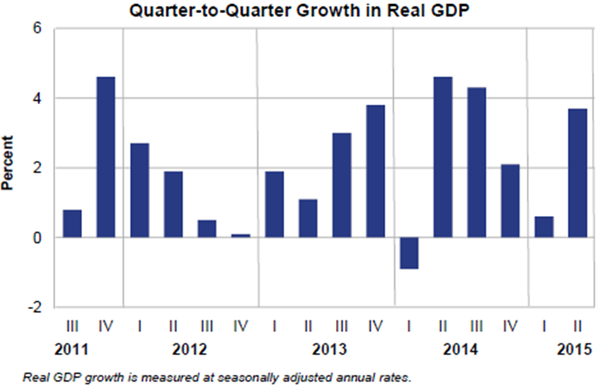 Quarter-to-Quarter Growth in Real GDP
Percent
6
4
2
0
-2
III IV I II III IV I II III IV I II III IV I II
2011 2012 2013 2014 2015
Real GDP growth is measured at seasonally adjusted annual rates.